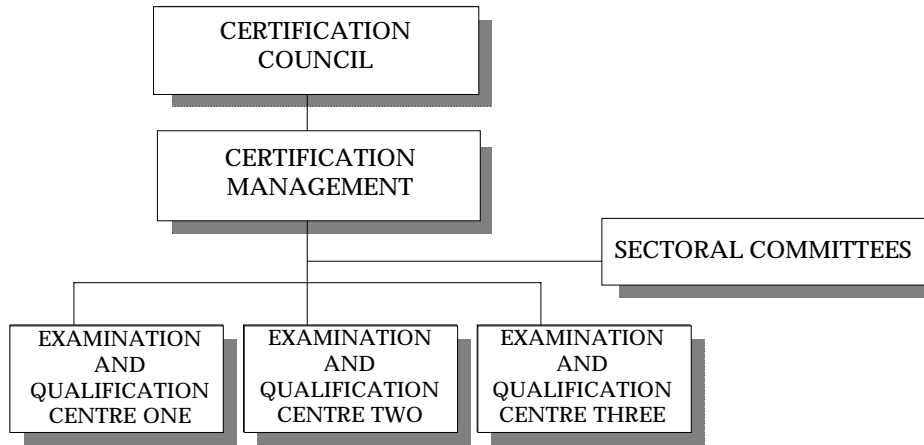 CERTIFICATION
COUNCIL
CERTIFICATION
MANAGEMENT
SECTORAL COMMITTEES
EXAMINATION
AND
QUALIFICATION
CENTRE ONE
EXAMINATION
AND
QUALIFICATION
CENTRE TWO
EXAMINATION
AND
QUALIFICATION
CENTRE THREE